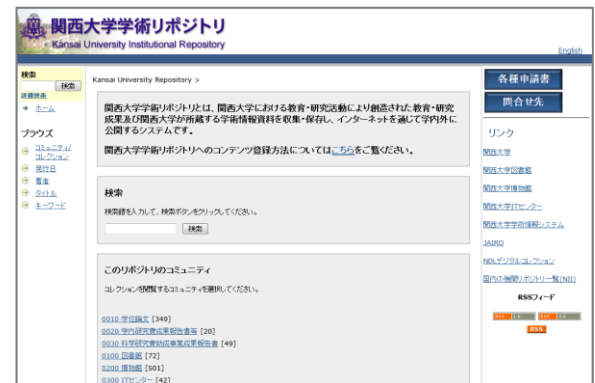 関西大学学術リポジトリ
Kansai University Institutional Repository
English
検索
検索
詳細検索
ホーム
ブラウズ
コミュニティ/
コレクション
発行日
著者
タイトル
キーワード
Kansai University Repository >
関西大学学術リポジトリとは、関西大学における教育・研究活動により創造された教育・研究
成果及び関西大学が所蔵する学術情報資料を収集・保存し、インターネットを通じて学内外に
公開するシステムです。
関西大学学術リポジトリへのコンテンツ登録方法についてはこちらをご覧ください。
検索
検索語を入力して、検索ボタンをクリックしてください。
検索
このリポジトリのコミュニティ
コレクションを閲覧するコミュニティを選択してください。
0010 学位論文 [349]
0020 学内研究費成果報告書等 [20]
0030 科学研究費助成事業成果報告書 [49]
0100 図書館 [72]
0200 博物館 [501]
0300 ITセンター [42]
各種申請書
問合せ先
リンク
関西大学
関西大学図書館
関西大学博物館
関西大学ITセンター
関西大学学術情報システム
JAIRO
NDLデジタルコレクション
国内の機関リポジトリ一覧(NII)
RSSフィード
RSS